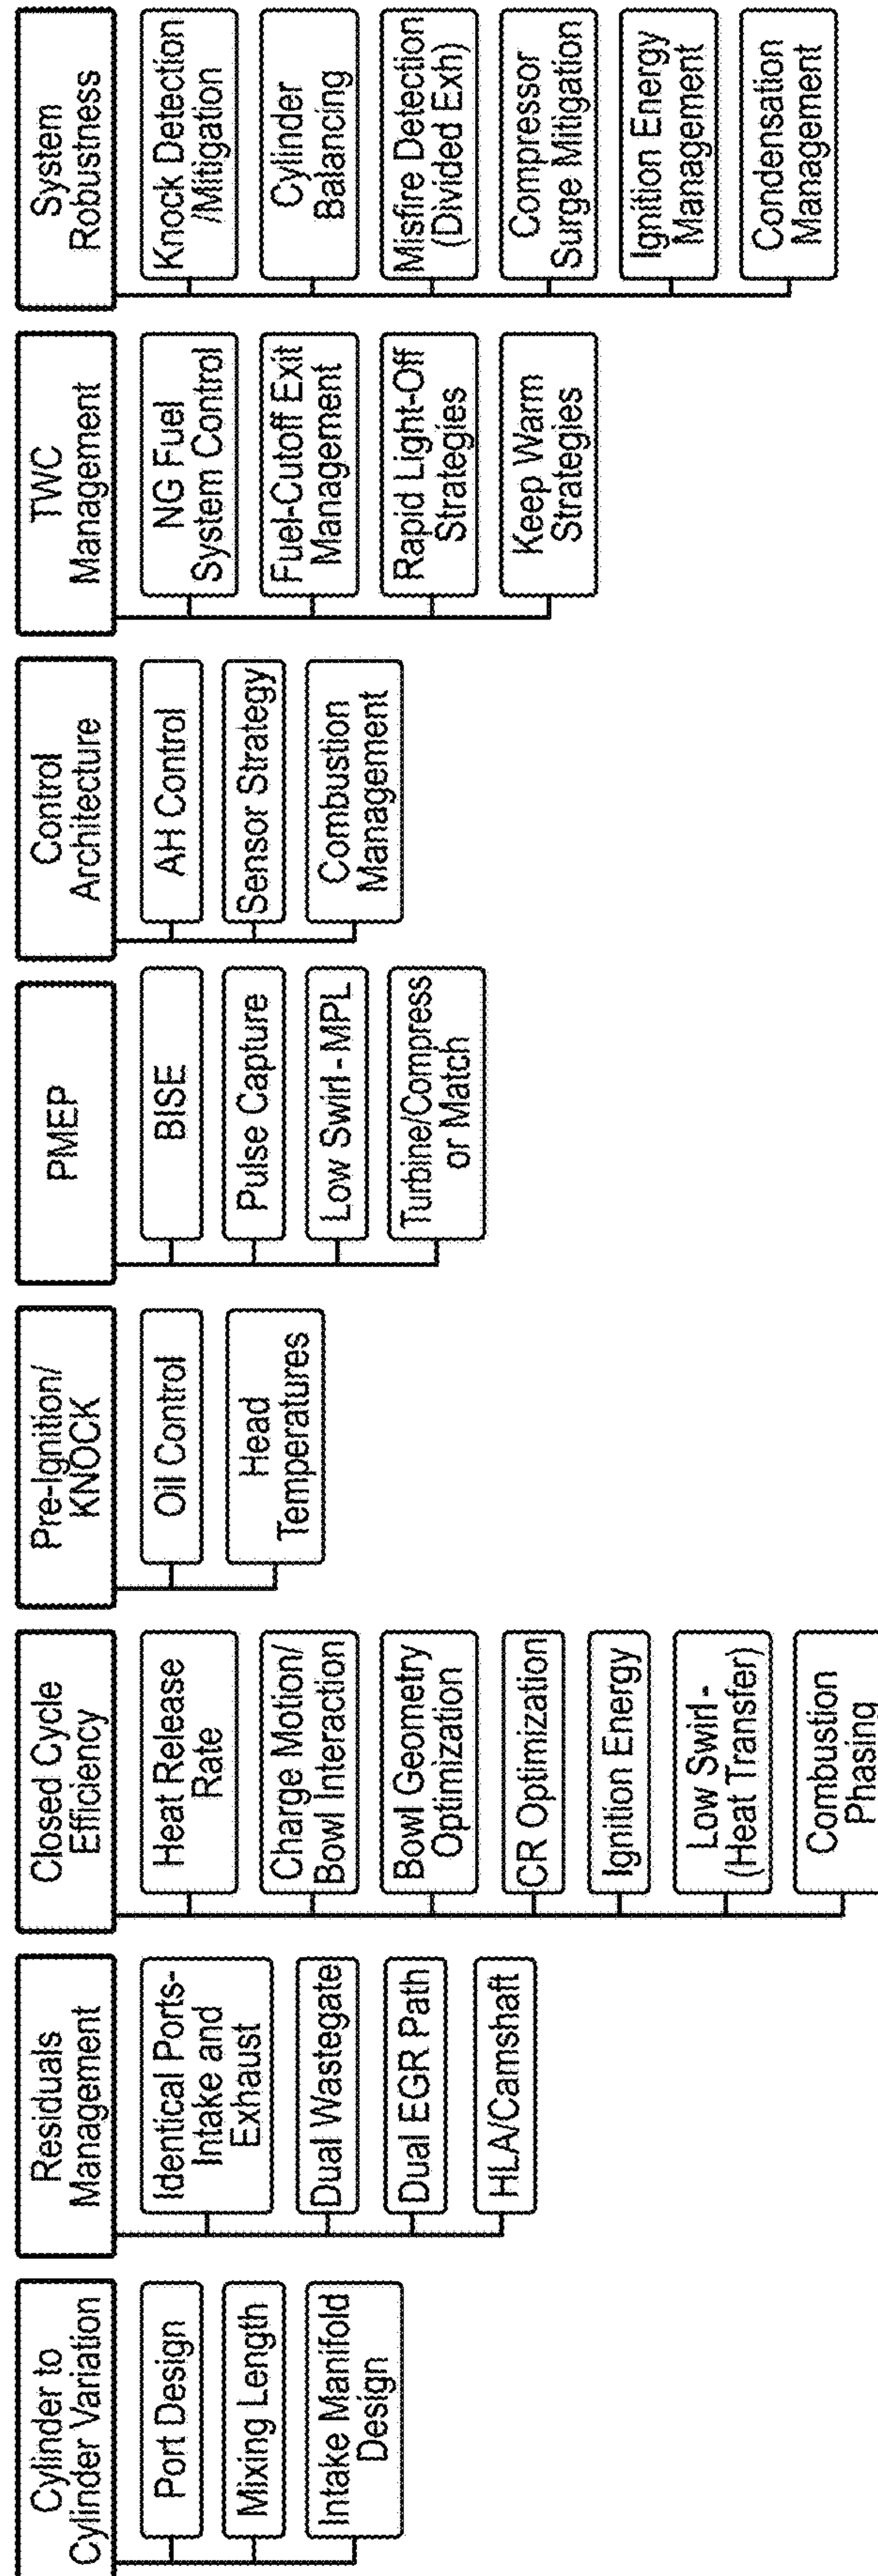 Cylinder to
Cylinder Variation
Port Design
Mixing Length
Intake Manifold
Design
Residuals
Management
Identical Ports-
Intake and
Exhaust
Dual Wastegate
Dual EGR Path
HLA/Camshaft
Closed Cycle
Efficiency
Heat Release
Rate
Charge Motion/
Bowl Interaction
Bowl Geometry
Optimization
CR Optimization
Ignition Energy
Low Swirl -
(Heat Transfer)
Combustion
Phasing
Pre-Ignition/
KNOCK
Oil Control
Head
Temperatures
PMEP
BISE
Pulse Capture
Low Swirl - MPL
Turbine/Compress
or Match
Control
Architecture
AH Control
Sensor Strategy
Combustion
Management
TWC
Management
NG Fuel
System Control
Fuel-Cutoff Exit
Management
Rapid Light-Off
Strategies
Keep Warm
Strategies
System
Robustness
Knock Detection
/Mitigation
Cylinder
Balancing
Misfire Detection
(Divided Exh)
Compressor
Surge Mitigation
Ignition Energy
Management
Condensation
Management